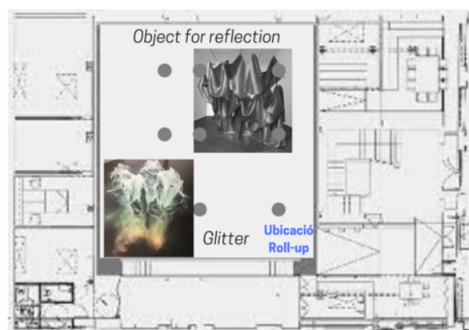 Object for reflection
Glitter
Ubicació
Roll-up